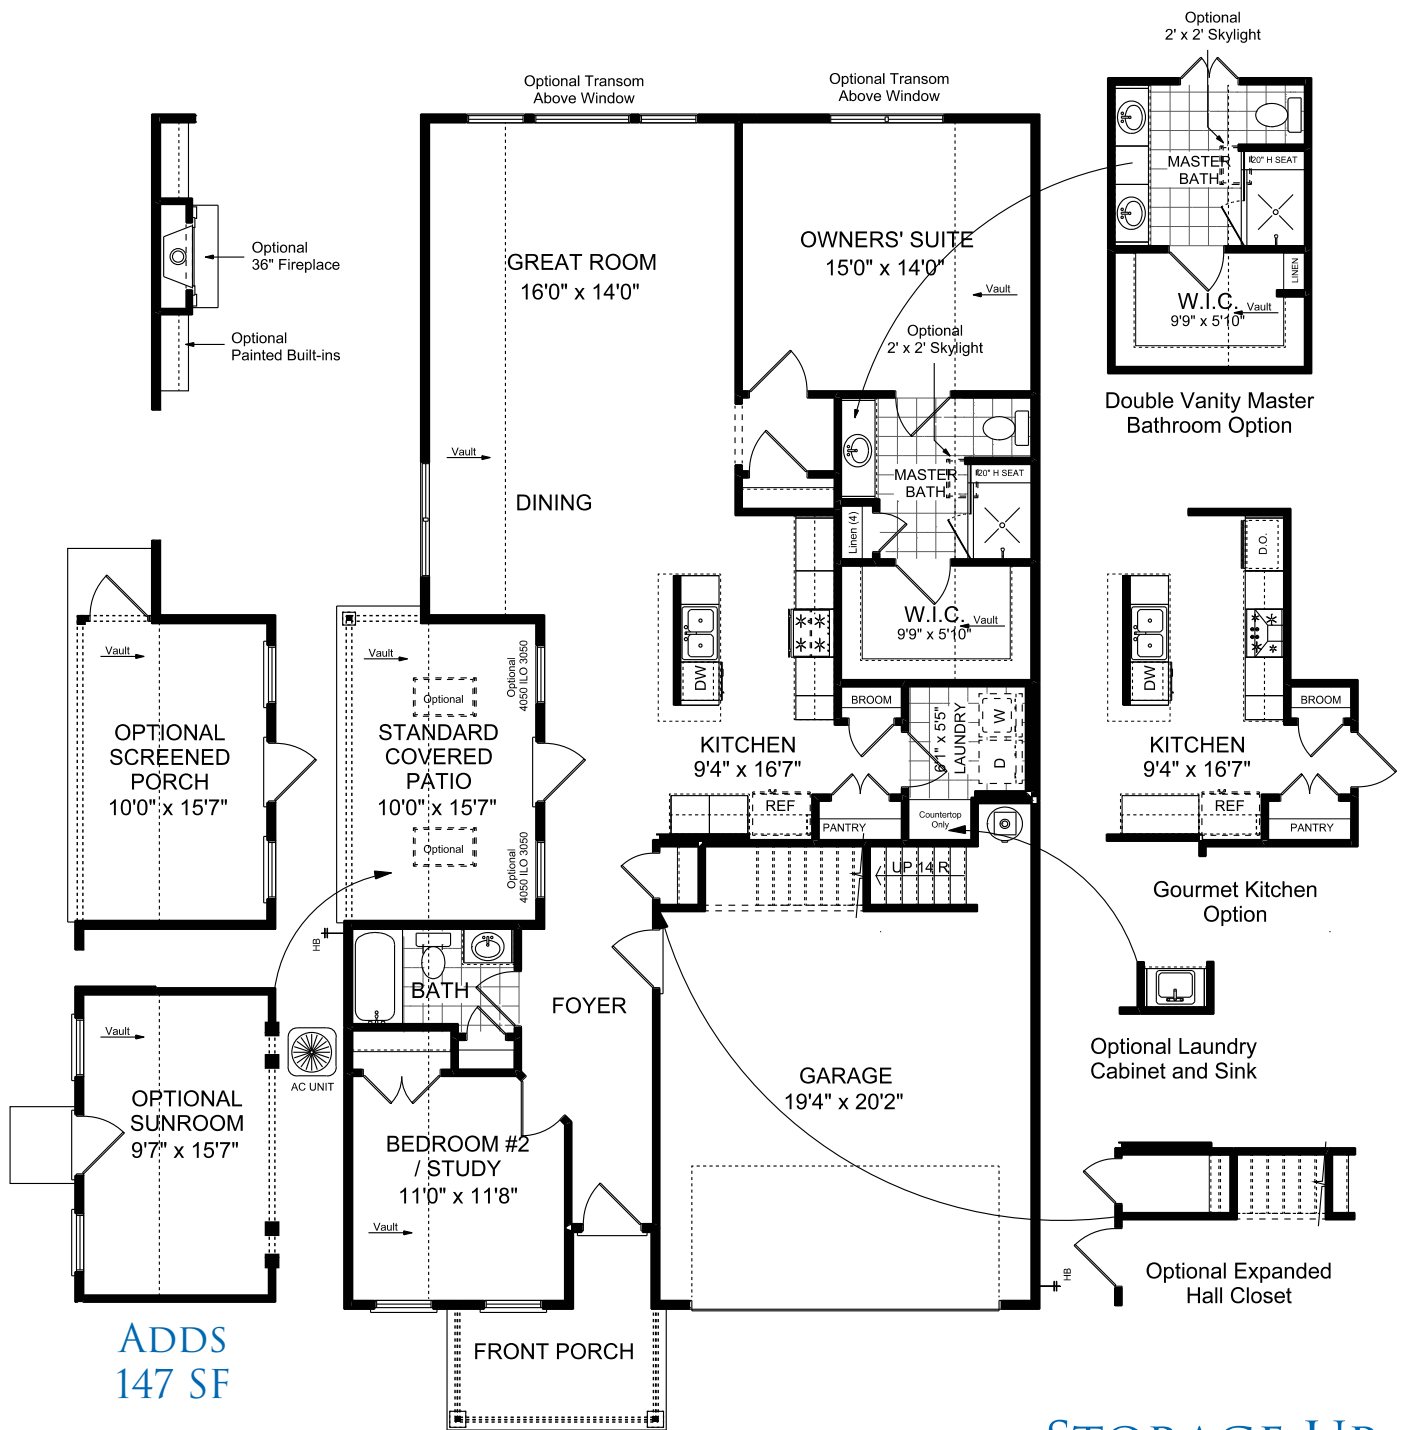 Optional
2' x 2' Skylight
Optional Transom
Above Window
Optional Transom
Above Window
MASTER
BATH
20" H SEAT
LINEN
W.I.C.
9'9" x 5'10"
Vault
Double Vanity Master
Bathroom Option
Optional
36" Fireplace
Optional
Painted Built-ins
GREAT ROOM
16'0" x 14'0"
OWNERS' SUITE
15'0" x 14'0"
Vault
Optional
2' x 2' Skylight
Vault
DINING
MASTER
BATH
20" H SEAT
Linen (4)
W.I.C.
9'9" x 5'10"
Vault
D.O.
DW
BROOM
KITCHEN
9'4" x 16'7"
REF
PANTRY
Gourmet Kitchen
Option
DW
BROOM
KITCHEN
9'4" x 16'7"
REF
PANTRY
6'1" x 5'5"
LAUNDRY
W
D
Countertop
Only
UP 14 R
Vault
OPTIONAL
SCREENED
PORCH
10'0" x 15'7"
Vault
Optional
STANDARD
COVERED
PATIO
10'0" x 15'7"
Optional
Optional
4050 ILO 3050
Optional
4050 ILO 3050
HB
BATH
FOYER
AC UNIT
Vault
OPTIONAL
SUNROOM
9'7" x 15'7"
BEDROOM #2
/ STUDY
11'0" x 11'8"
Vault
GARAGE
19'4" x 20'2"
HB
Optional Laundry
Cabinet and Sink
Optional Expanded
Hall Closet
FRONT PORCH
ADDS
147 SF